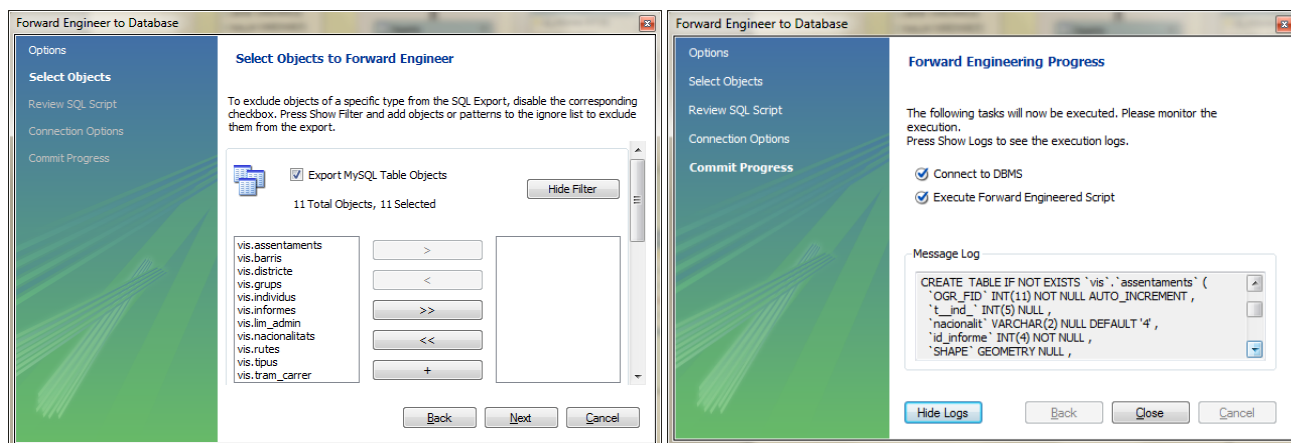 Forward Engineer to Database
Options
Select Objects
Review SQL Script
Connection Options
Commit Progress
Select Objects to Forward Engineer
To exclude objects of a specific type from the SQL Export, disable the corresponding
checkbox. Press Show Filter and add objects or patterns to the ignore list to exclude
them from the export.
Export MySQL Table Objects
11 Total Objects, 11 Selected
Hide Filter
vis.assentaments
vis.barris
vis.districte
vis.grups
vis.individus
vis.informes
vis.lim_admin
vis.nacionalitats
vis.rutes
vis.tipus
vis.tram_carrer
>
<
>>
<<
+
Back
Next
Cancel
Forward Engineer to Database
Options
Select Objects
Review SQL Script
Connection Options
Commit Progress
Forward Engineering Progress
The following tasks will now be executed. Please monitor the
execution.
Press Show Logs to see the execution logs.
Connect to DBMS
Execute Forward Engineered Script
Message Log
CREATE TABLE IF NOT EXISTS `vis`.`assentaments` (
`OGR_FID` INT(11) NOT NULL AUTO_INCREMENT ,
`t__ind_` INT(5) NULL ,
`nacionalit` VARCHAR(2) NULL DEFAULT '4' ,
`id_informe` INT(4) NOT NULL ,
`SHAPE` GEOMETRY NULL ,
Hide Logs
Back
Close
Cancel